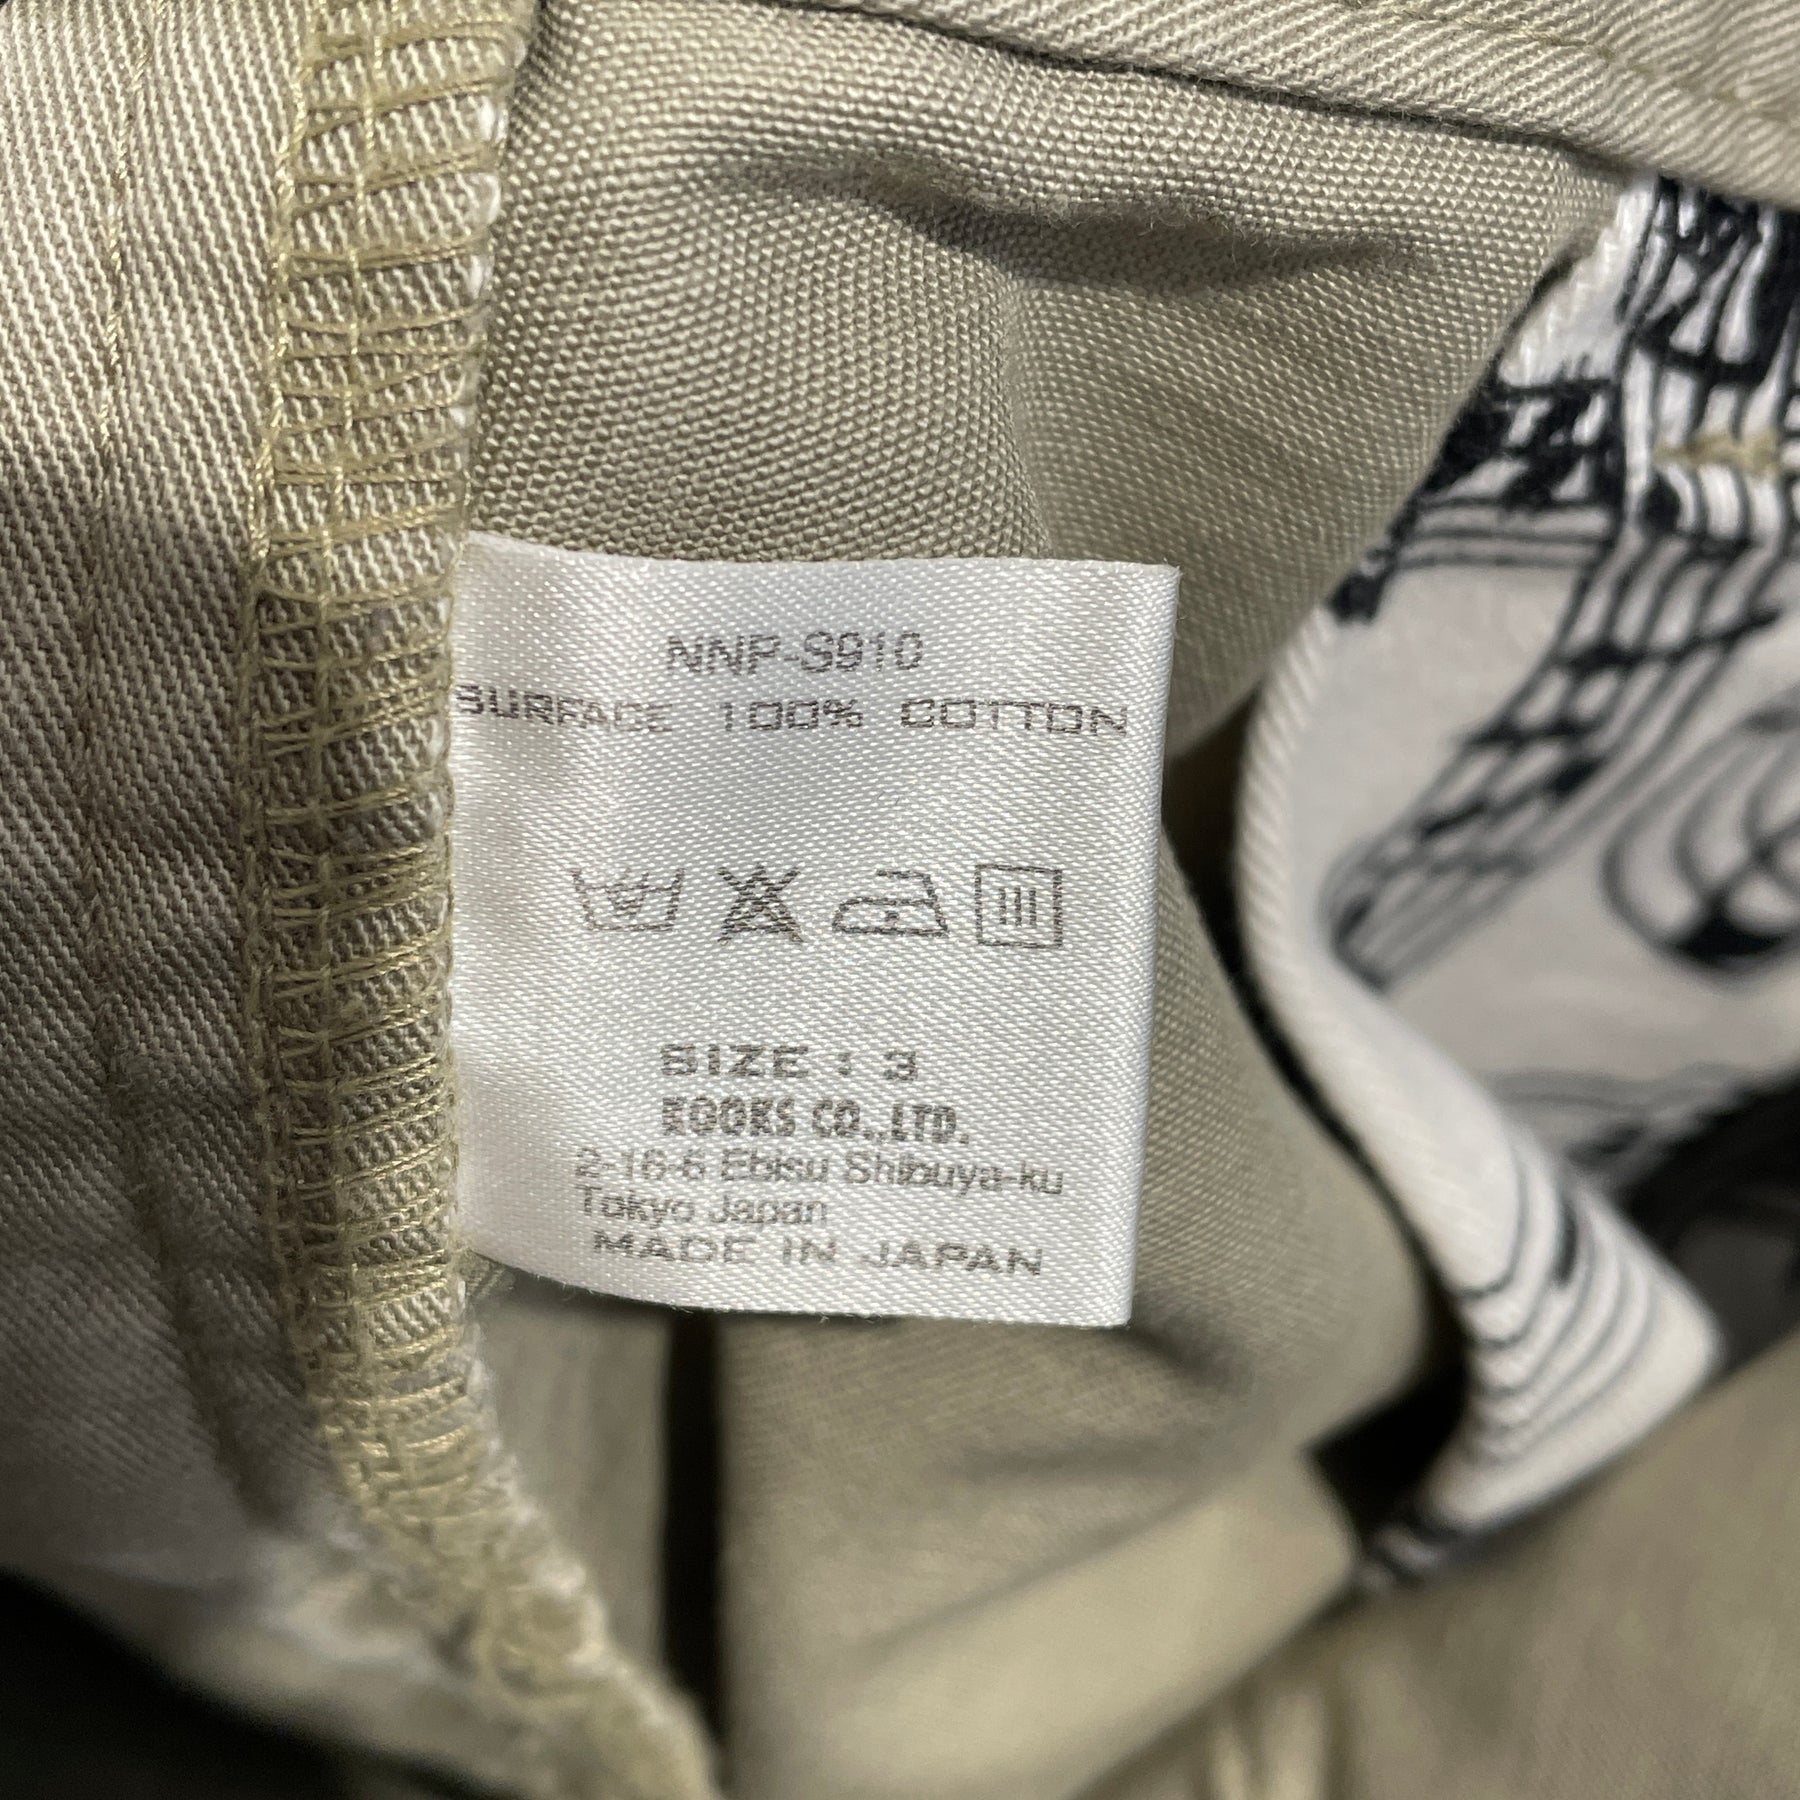 NNP-S910
SURFACE 100% COTTON
SIZE : 3
KOOKS CO.,LTD.
2-16-6 Ebisu Shibuya-ku
Tokyo Japan
MADE IN JAPAN